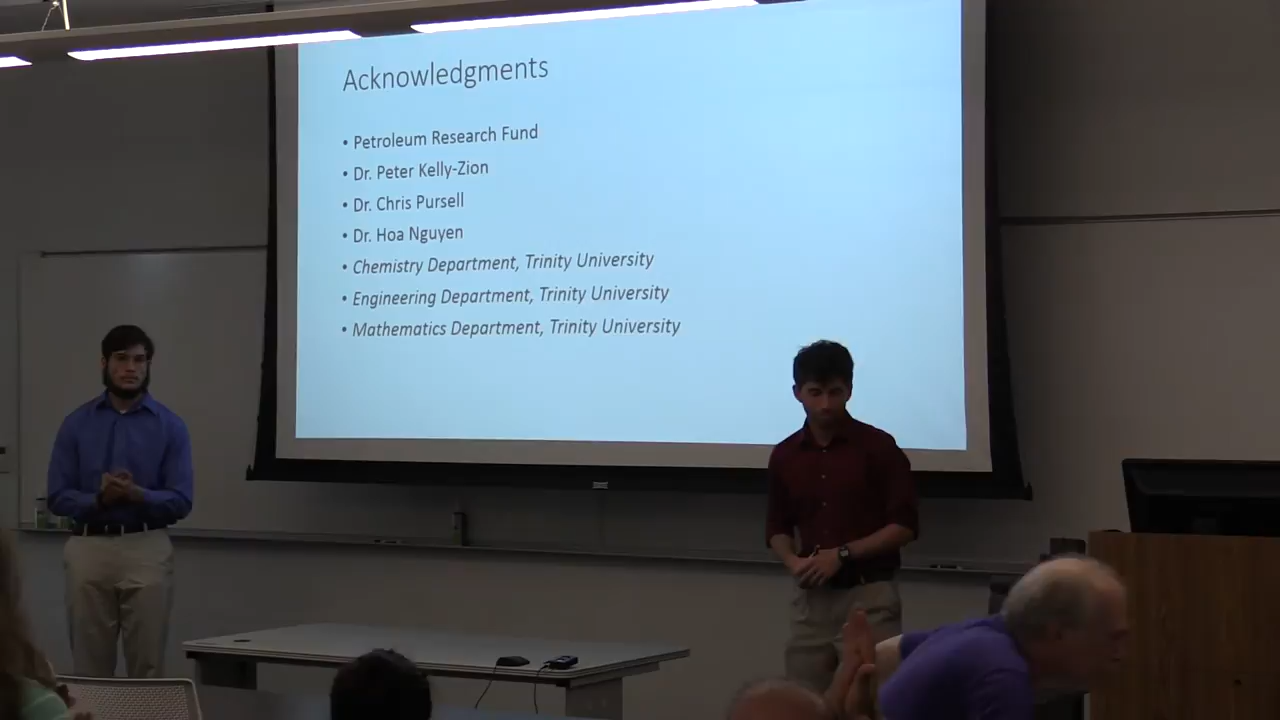 Acknowledgments
• Petroleum Research Fund
• Dr. Peter Kelly-Zion
• Dr. Chris Pursell
• Dr. Hoa Nguyen
• Chemistry Department, Trinity University
• Engineering Department, Trinity University
• Mathematics Department, Trinity University